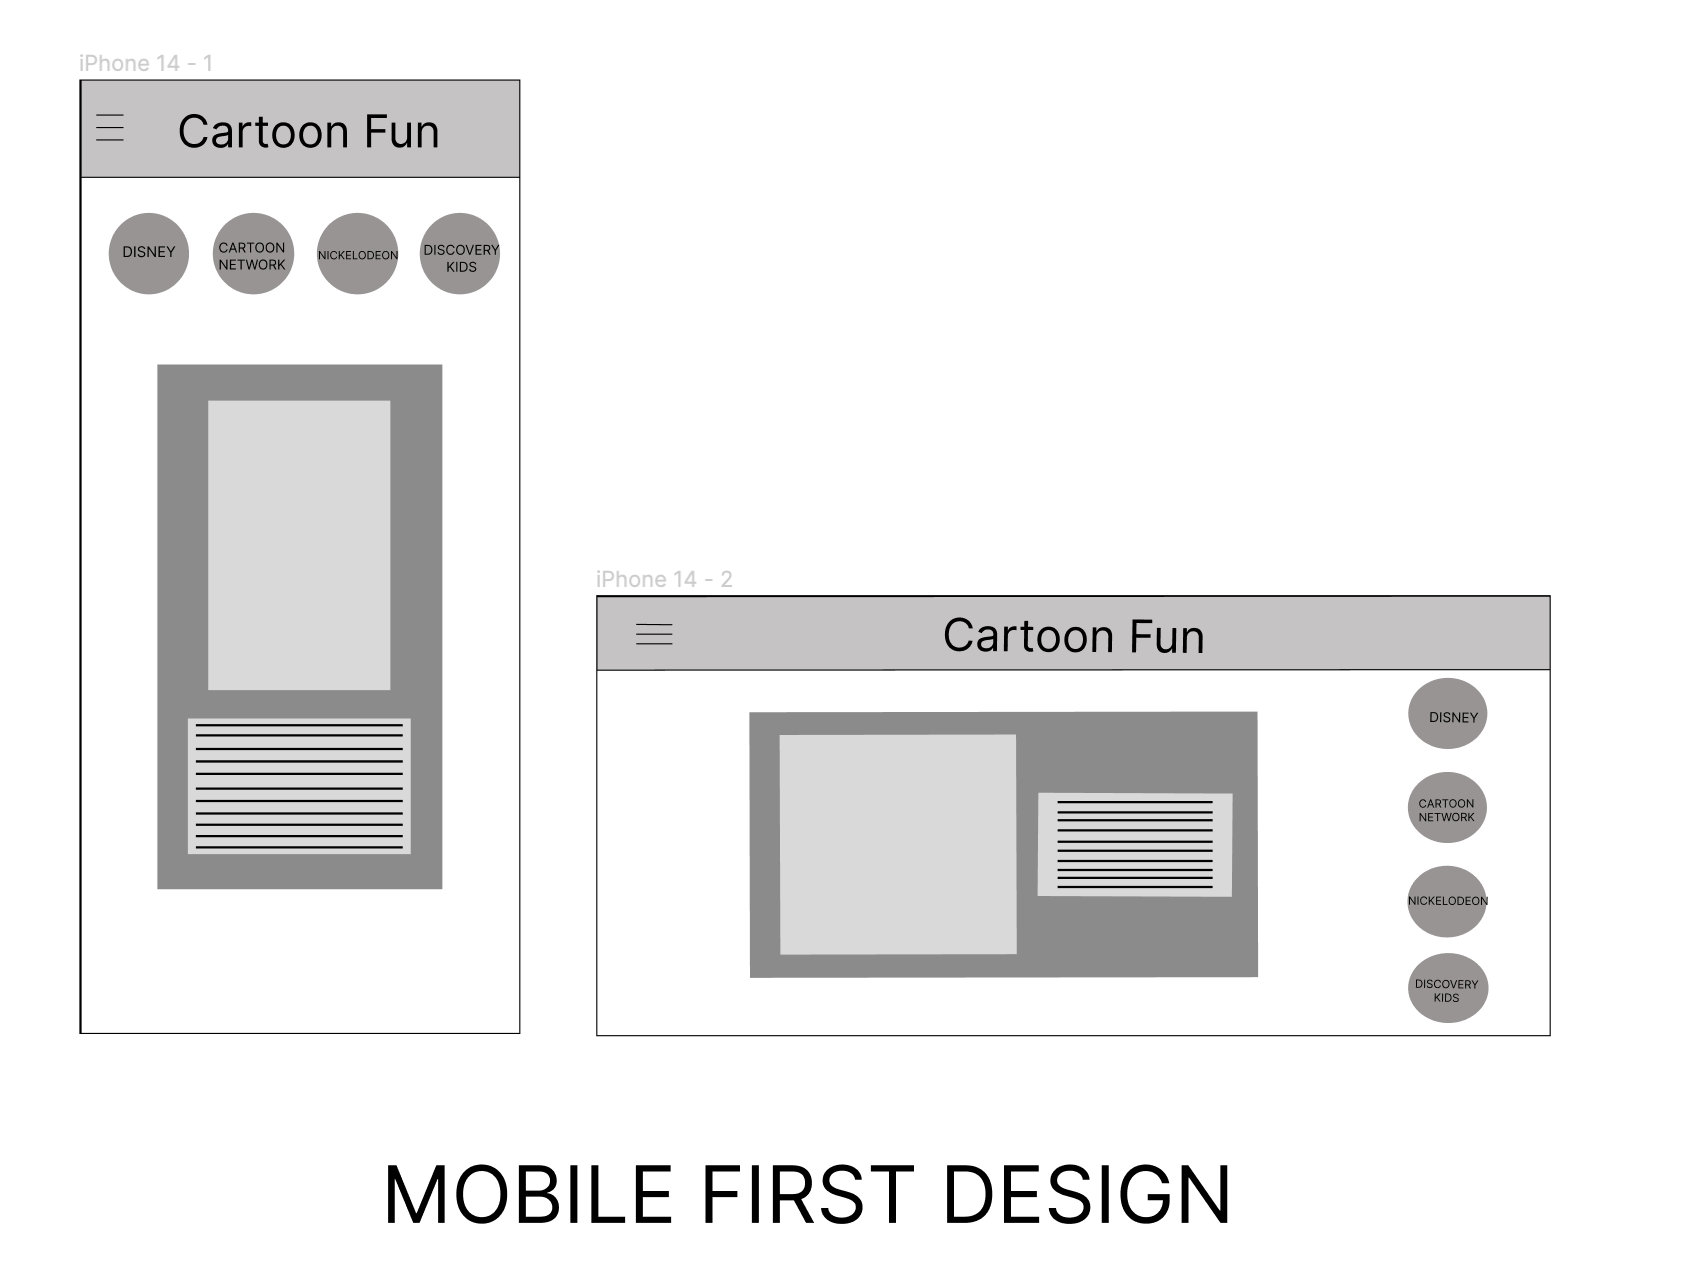 iPhone 14 - 1
Cartoon Fun
DISNEY
CARTOON
NETWORK
NICKELODEON
DISCOVERY
KIDS
iPhone 14 - 2
Cartoon Fun
DISNEY
CARTOON
NETWORK
NICKELODEON
DISCOVERY
KIDS
MOBILE FIRST DESIGN